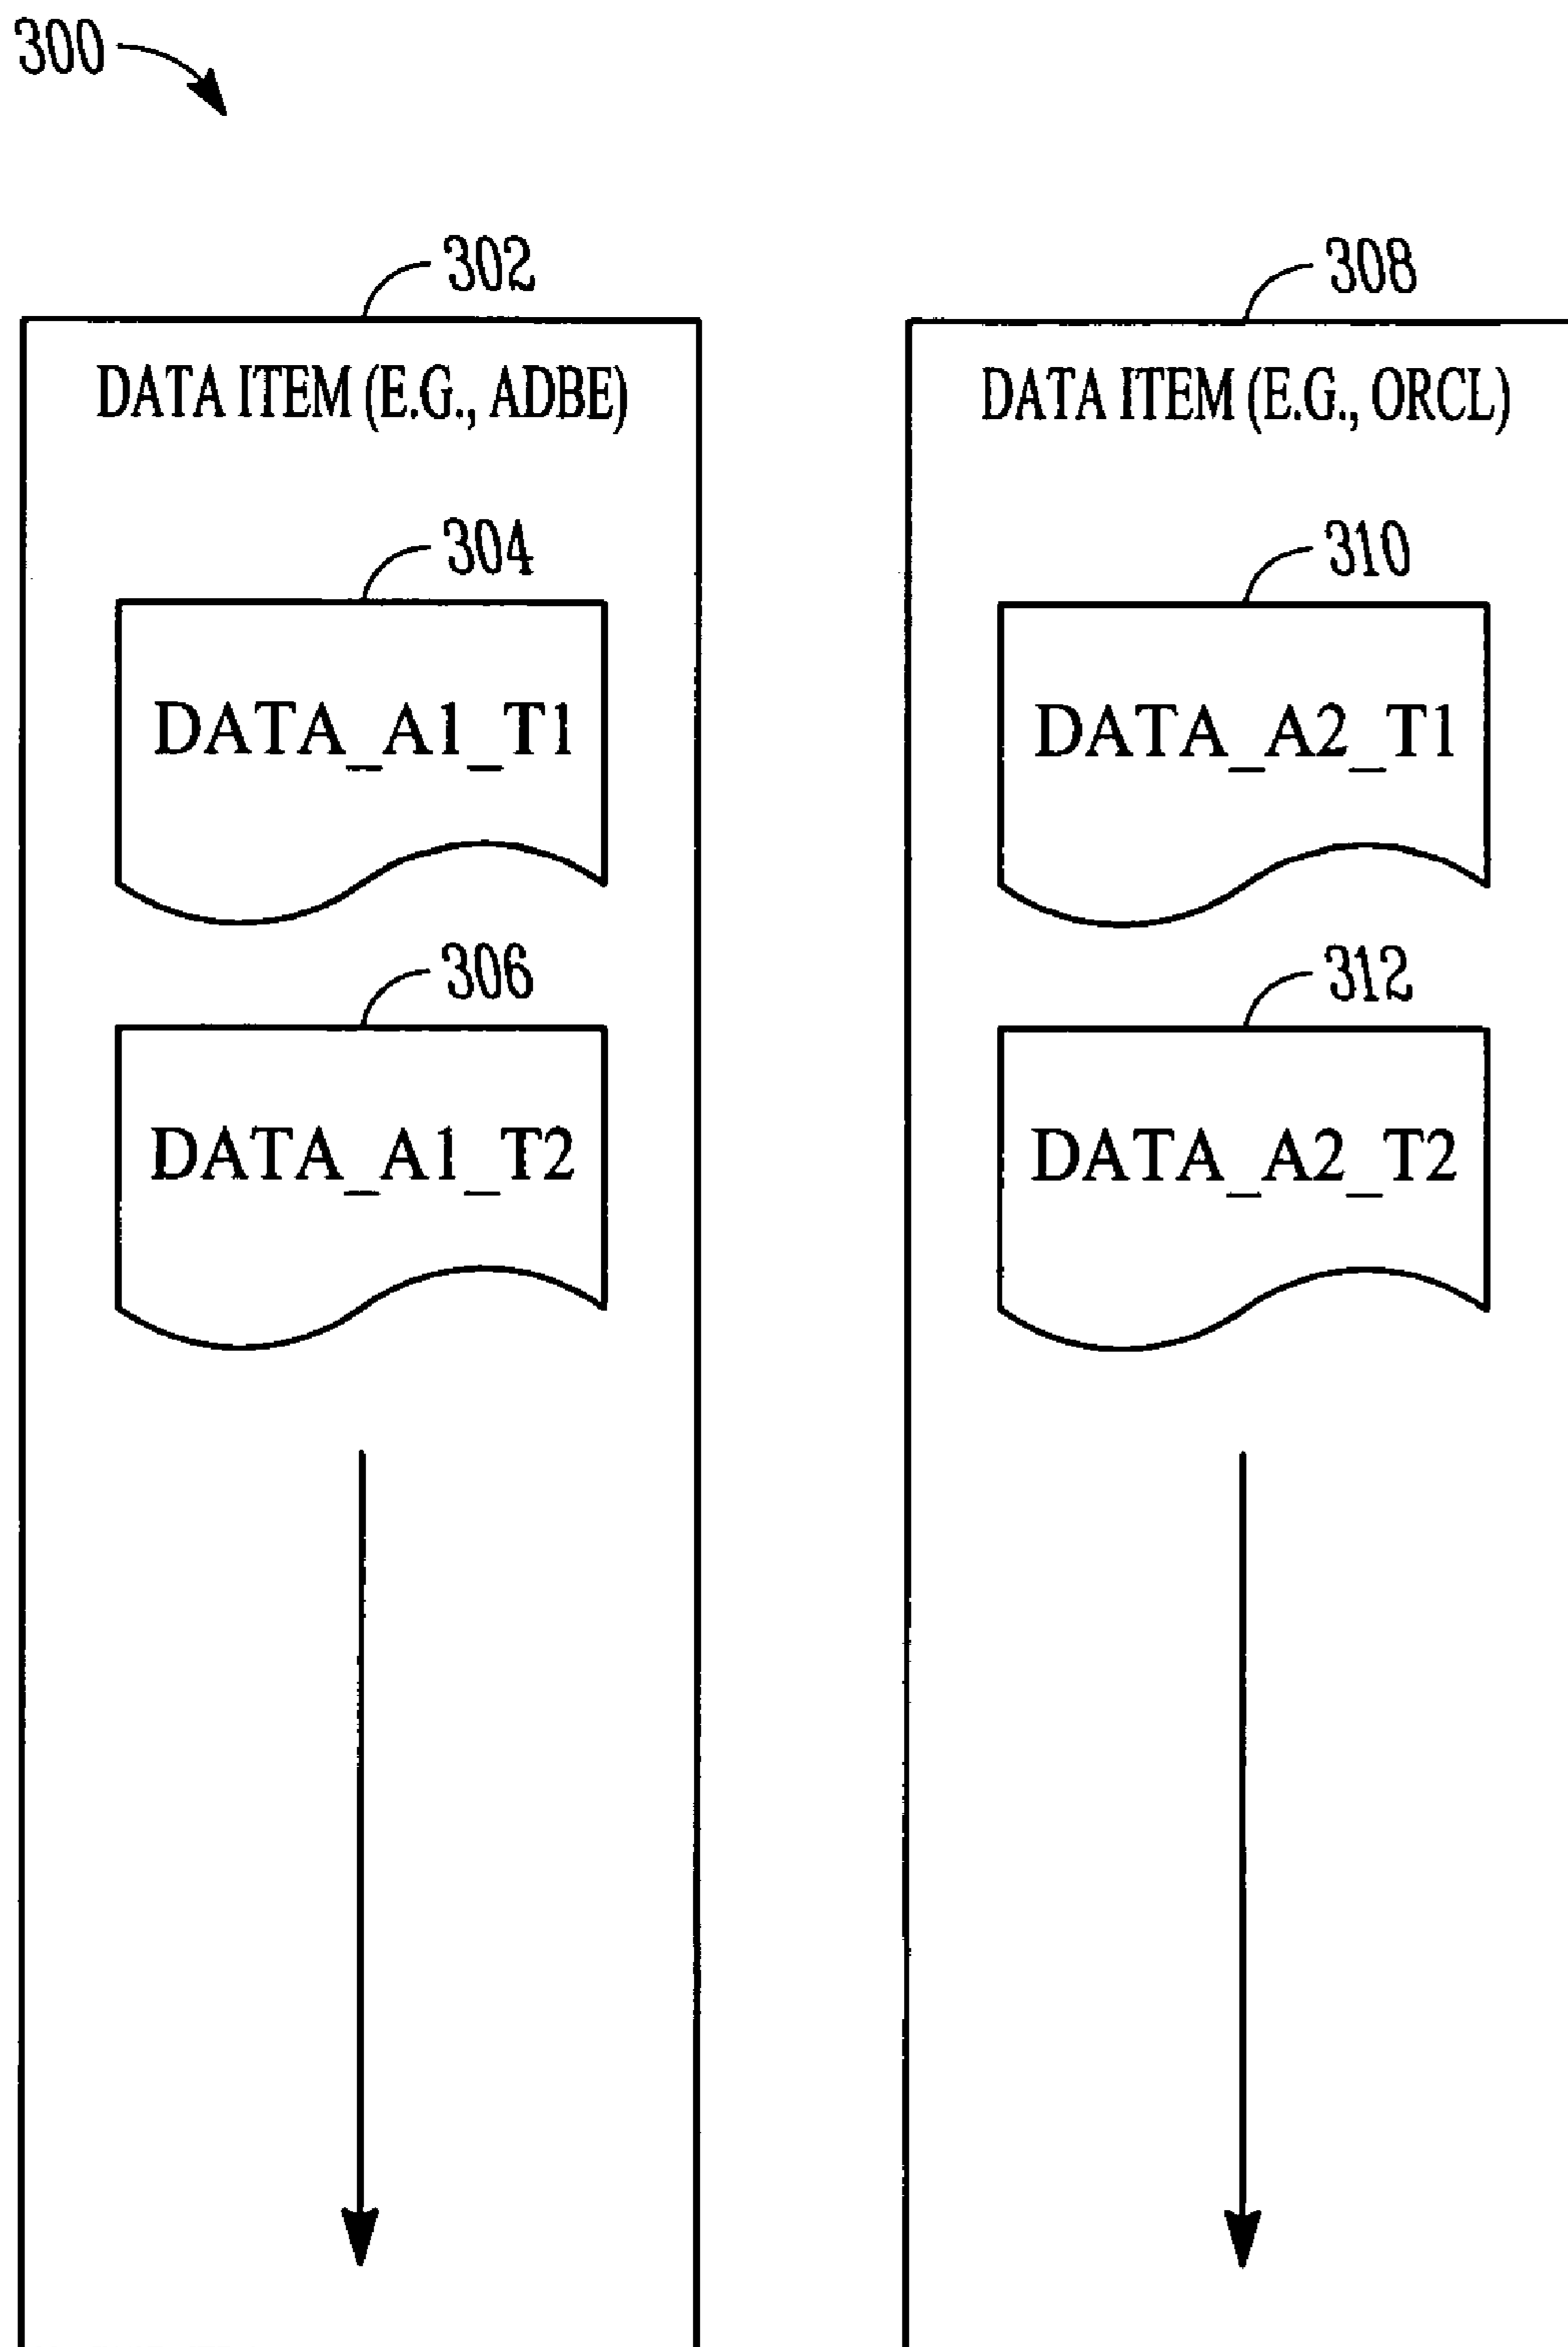 300
302
DATA ITEM (E.G., ADBE)
304
DATA_A1_T1
306
DATA_A1_T2
308
DATA ITEM (E.G., ORCL)
310
DATA_A2_T1
312
DATA_A2_T2